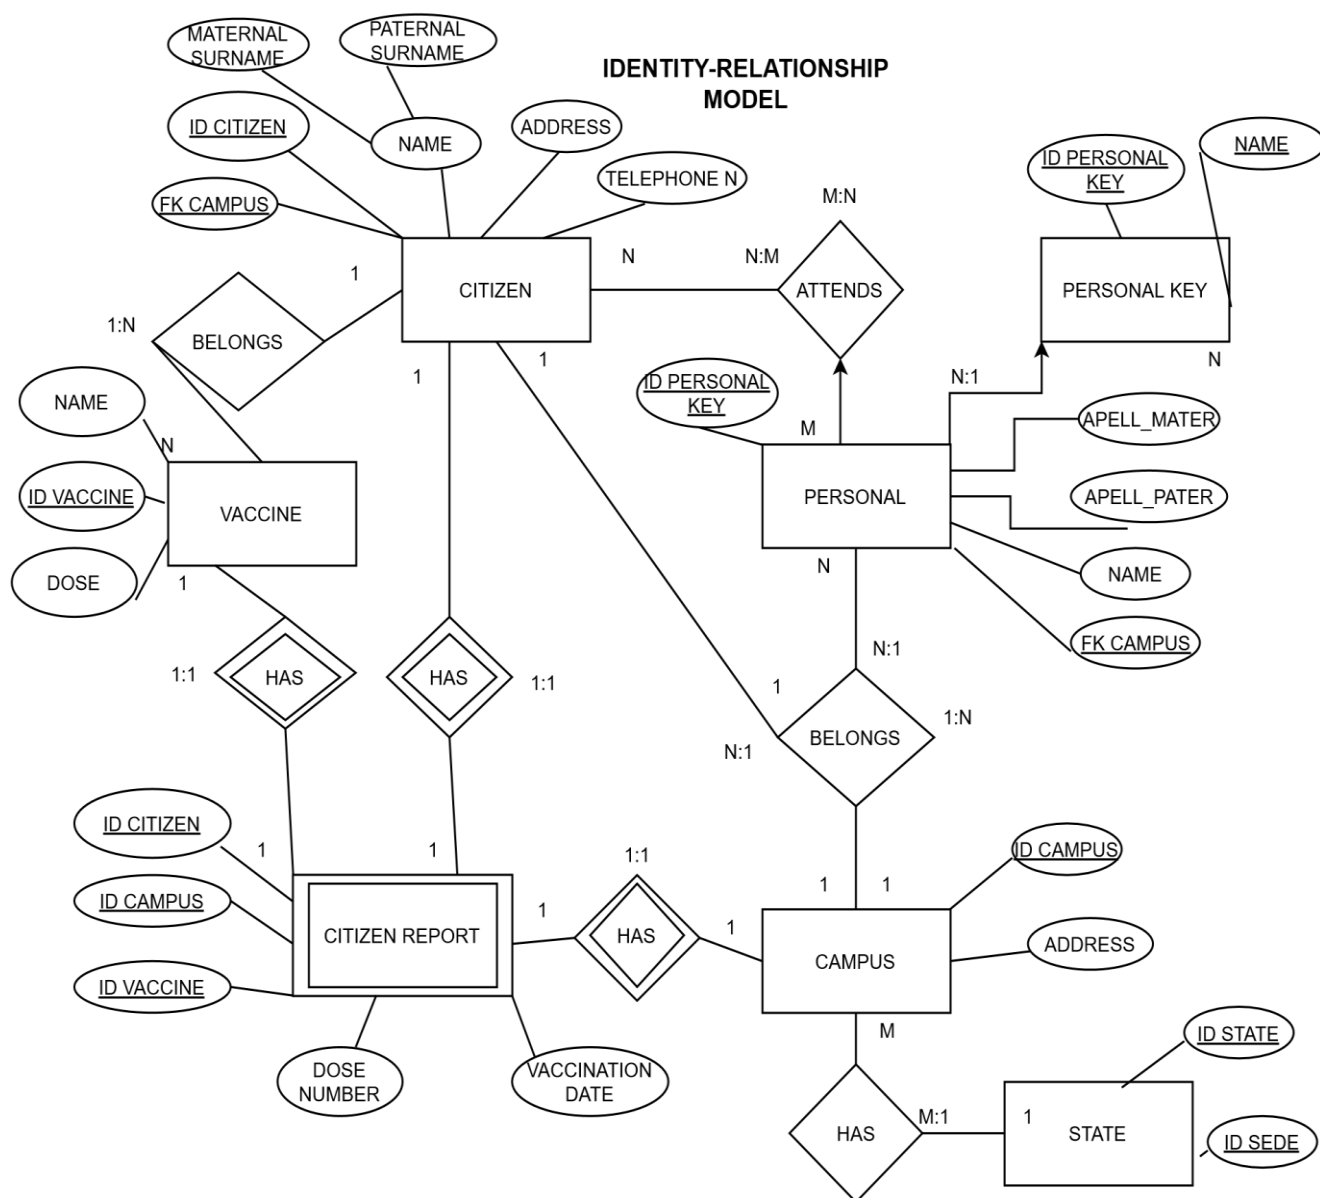 MATERNAL
SURNAME
PATERNAL
SURNAME
IDENTITY-RELATIONSHIP
MODEL
ID CITIZEN
NAME
ADDRESS
ID PERSONAL
KEY
NAME
FK CAMPUS
TELEPHONE N
M:N
1
N
N:M
CITIZEN
ATTENDS
PERSONAL KEY
1:N
BELONGS
1
1
N:1
N
ID PERSONAL
KEY
NAME
M
APELL_MATER
N
ID VACCINE
VACCINE
PERSONAL
APELL_PATER
DOSE
1
N
NAME
FK CAMPUS
1:1
HAS
HAS
1:1
N:1
1
1:N
N:1
BELONGS
ID CITIZEN
1
1
1:1
ID CAMPUS
ID CAMPUS
1
1
1
1
CITIZEN REPORT
HAS
CAMPUS
ADDRESS
ID VACCINE
M
ID STATE
DOSE
NUMBER
VACCINATION
DATE
HAS
M:1
1
STATE
ID SEDE